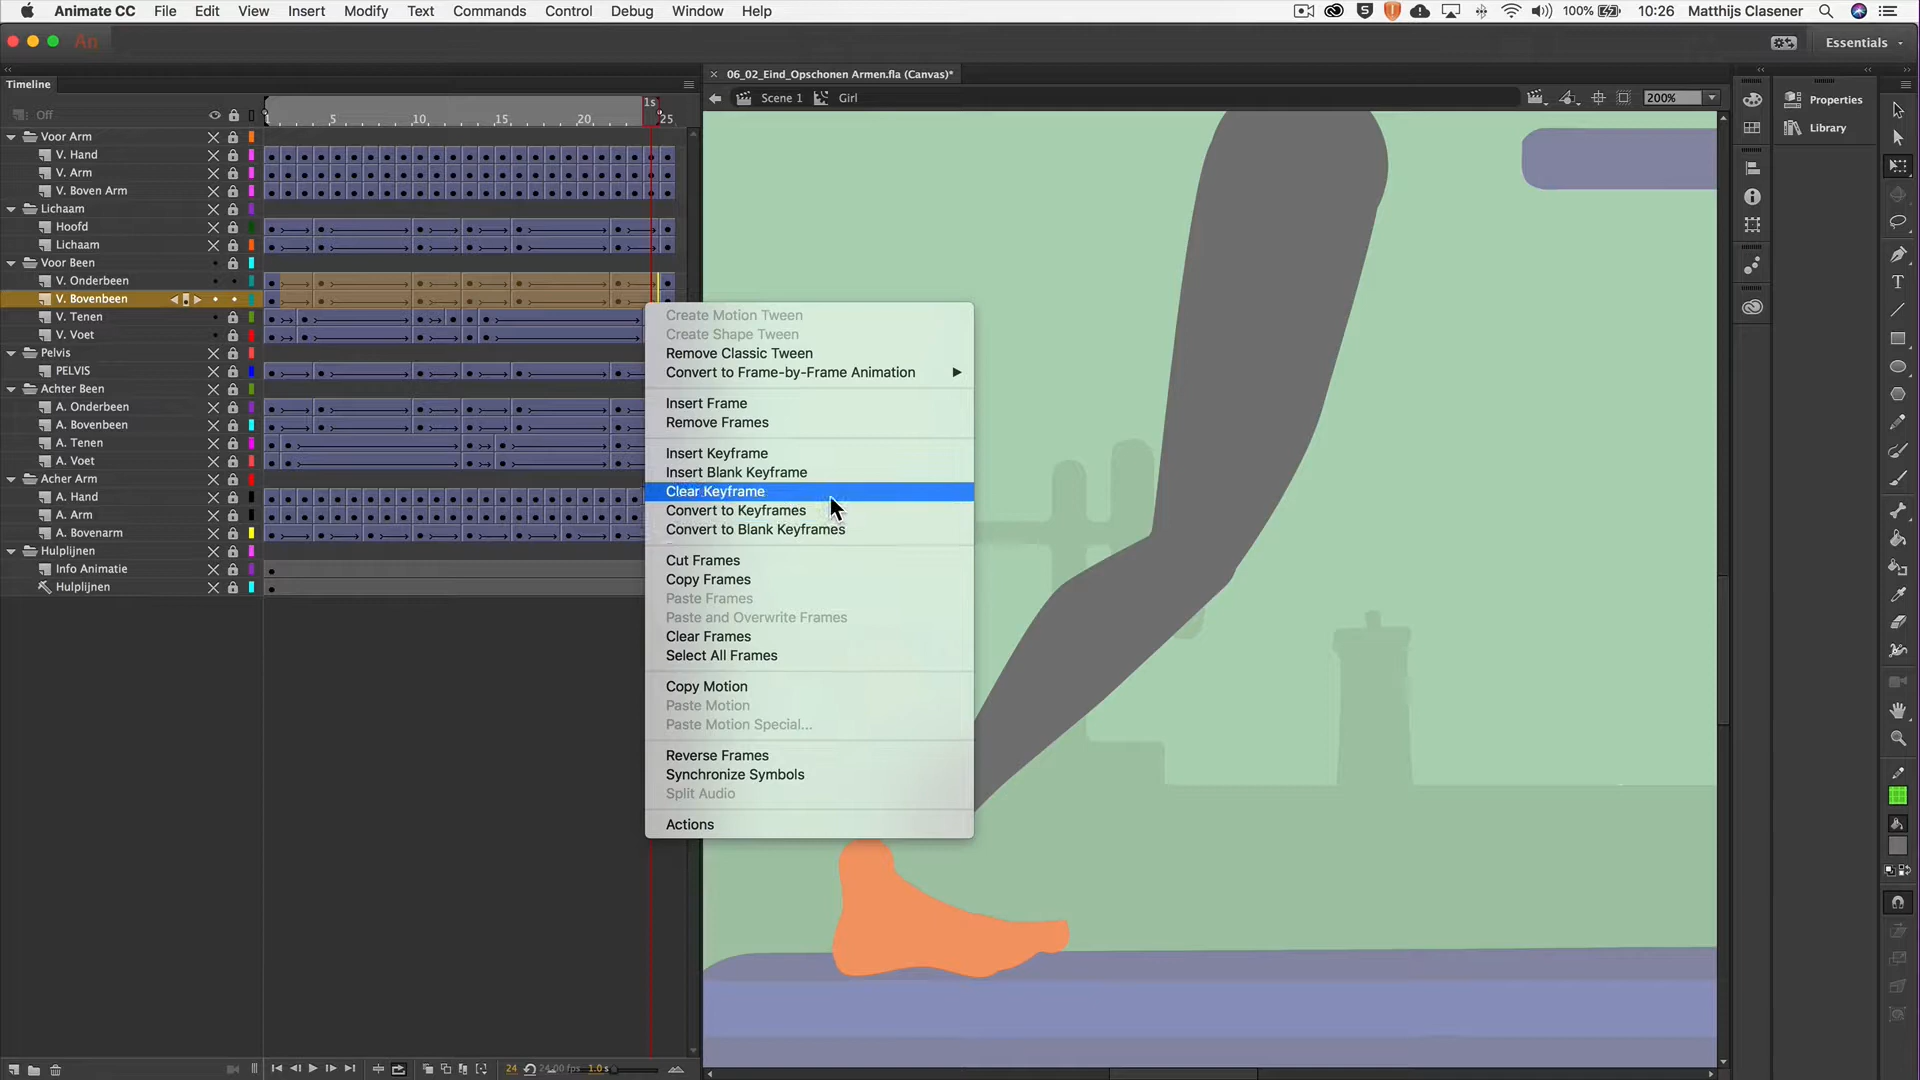 Animate CC File Edit View Insert Modify Text Commands Control Debug Window Help 100% 10:26 Matthijs Clasener
An Essentials
Timeline
06_02_Eind_Opschonen Armen.fla (Canvas)*
Scene 1 Girl 200%
Properties
Library
Off 1s
1 5 10 15 20 25
Voor Arm
V. Hand
V. Arm
V. Boven Arm
Lichaam
Hoofd
Lichaam
Voor Been
V. Onderbeen
V. Bovenbeen
V. Tenen
V. Voet
Pelvis
PELVIS
Achter Been
A. Onderbeen
A. Bovenbeen
A. Tenen
A. Voet
Acher Arm
A. Hand
A. Arm
A. Bovenarm
Hulplijnen
Info Animatie
Hulplijnen
Create Motion Tween
Create Shape Tween
Remove Classic Tween
Convert to Frame-by-Frame Animation
Insert Frame
Remove Frames
Insert Keyframe
Insert Blank Keyframe
Clear Keyframe
Convert to Keyframes
Convert to Blank Keyframes
Cut Frames
Copy Frames
Paste Frames
Paste and Overwrite Frames
Clear Frames
Select All Frames
Copy Motion
Paste Motion
Paste Motion Special...
Reverse Frames
Synchronize Symbols
Split Audio
Actions
24 24.00 fps 1.0 s